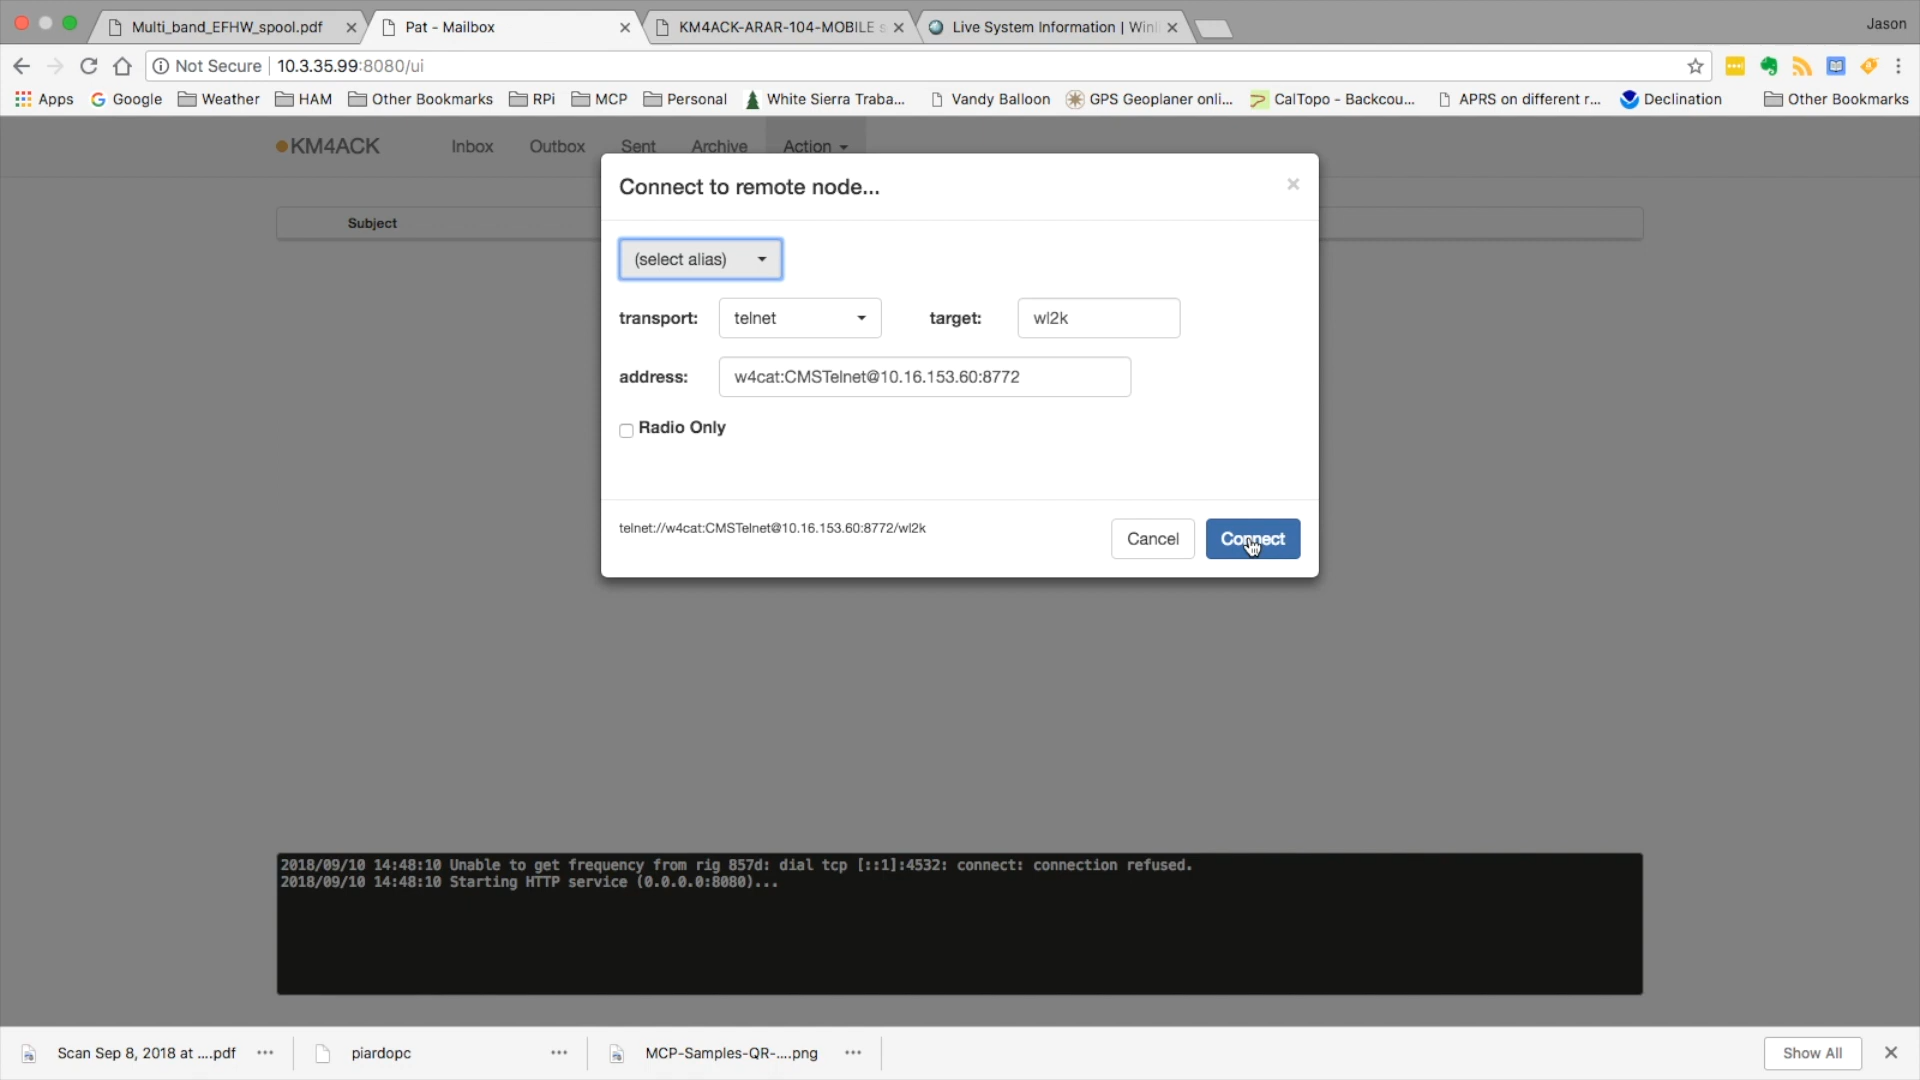 Multi_band_EFHW_spool.pdf
Pat - Mailbox
KM4ACK-ARAR-104-MOBILE s
Live System Information | Winl
Jason
Not Secure
10.3.35.99:8080/ui
Apps
Google
Weather
HAM
Other Bookmarks
RPi
MCP
Personal
White Sierra Traba...
Vandy Balloon
GPS Geoplaner onli...
CalTopo - Backcou...
APRS on different r...
Declination
Other Bookmarks
KM4ACK
Inbox
Outbox
Sent
Archive
Action
Subject
Connect to remote node...
×
(select alias)
transport: telnet target: wl2k
address: w4cat:CMSTelnet@10.16.153.60:8772
Radio Only
telnet://w4cat:CMSTelnet@10.16.153.60:8772/wl2k
Cancel
Connect
2018/09/10 14:48:10 Unable to get frequency from rig 857d: dial tcp [::1]:4532: connect: connection refused.
2018/09/10 14:48:10 Starting HTTP service (0.0.0.0:8080)...
Scan Sep 8, 2018 at ....pdf
piardopc
MCP-Samples-QR-....png
Show All